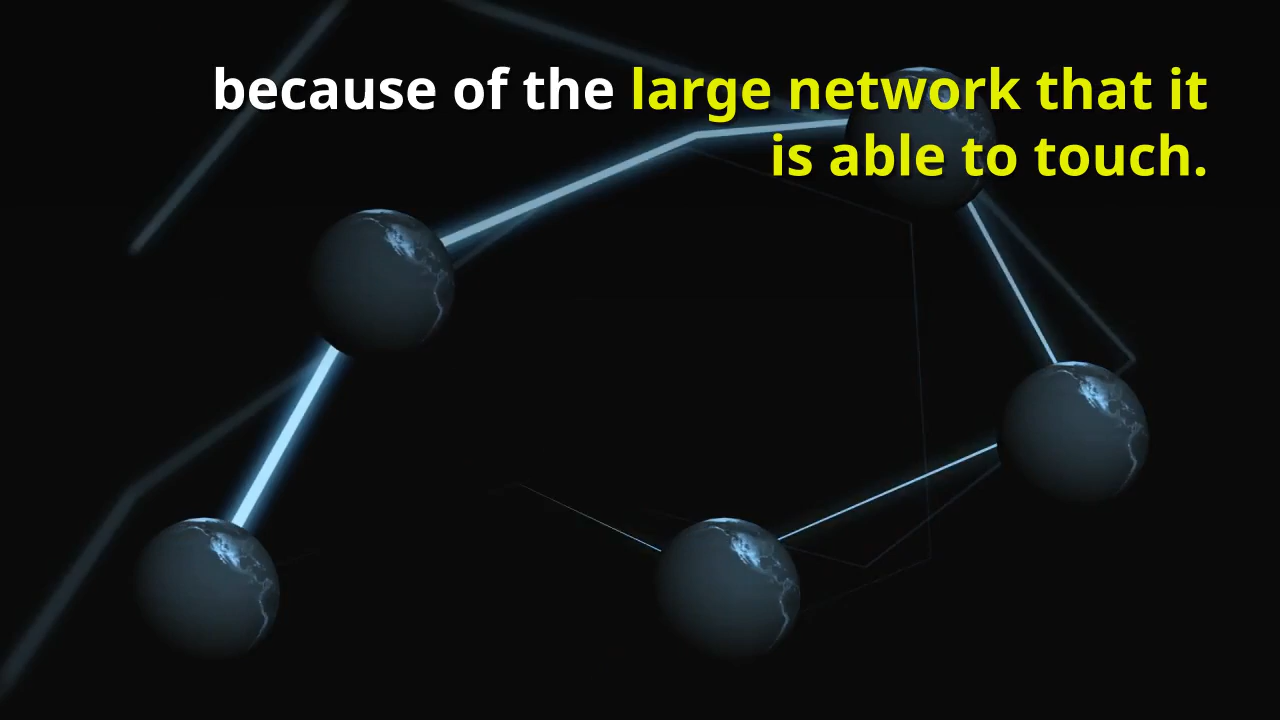 because of the large network that it
is able to touch.